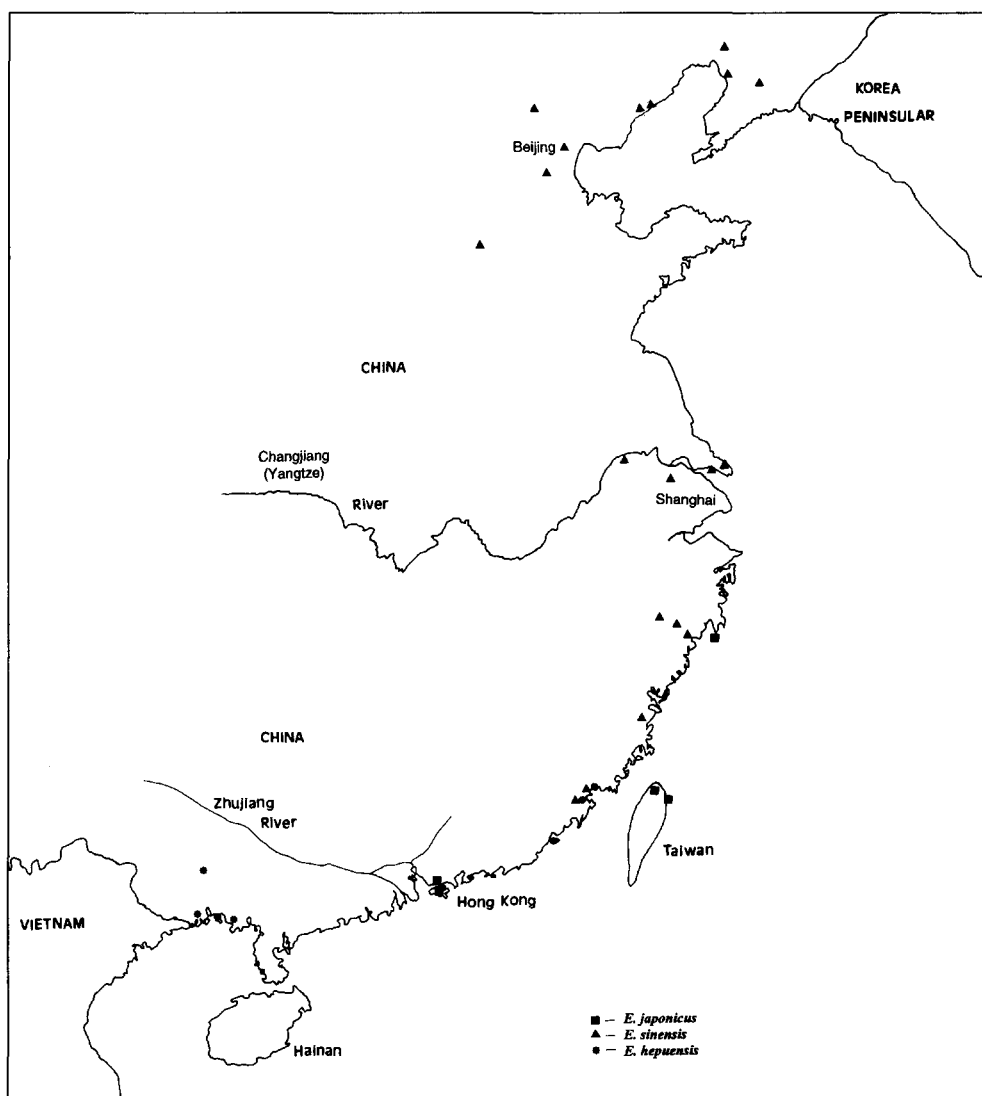 KOREA
PENINSULAR
Beijing
CHINA
Changjiang
(Yangtze)
River
Shanghai
CHINA
Zhujiang
River
Taiwan
Hong Kong
VIETNAM
Hainan
– E. japonicus
– E. sinensis
– E. hepuensis